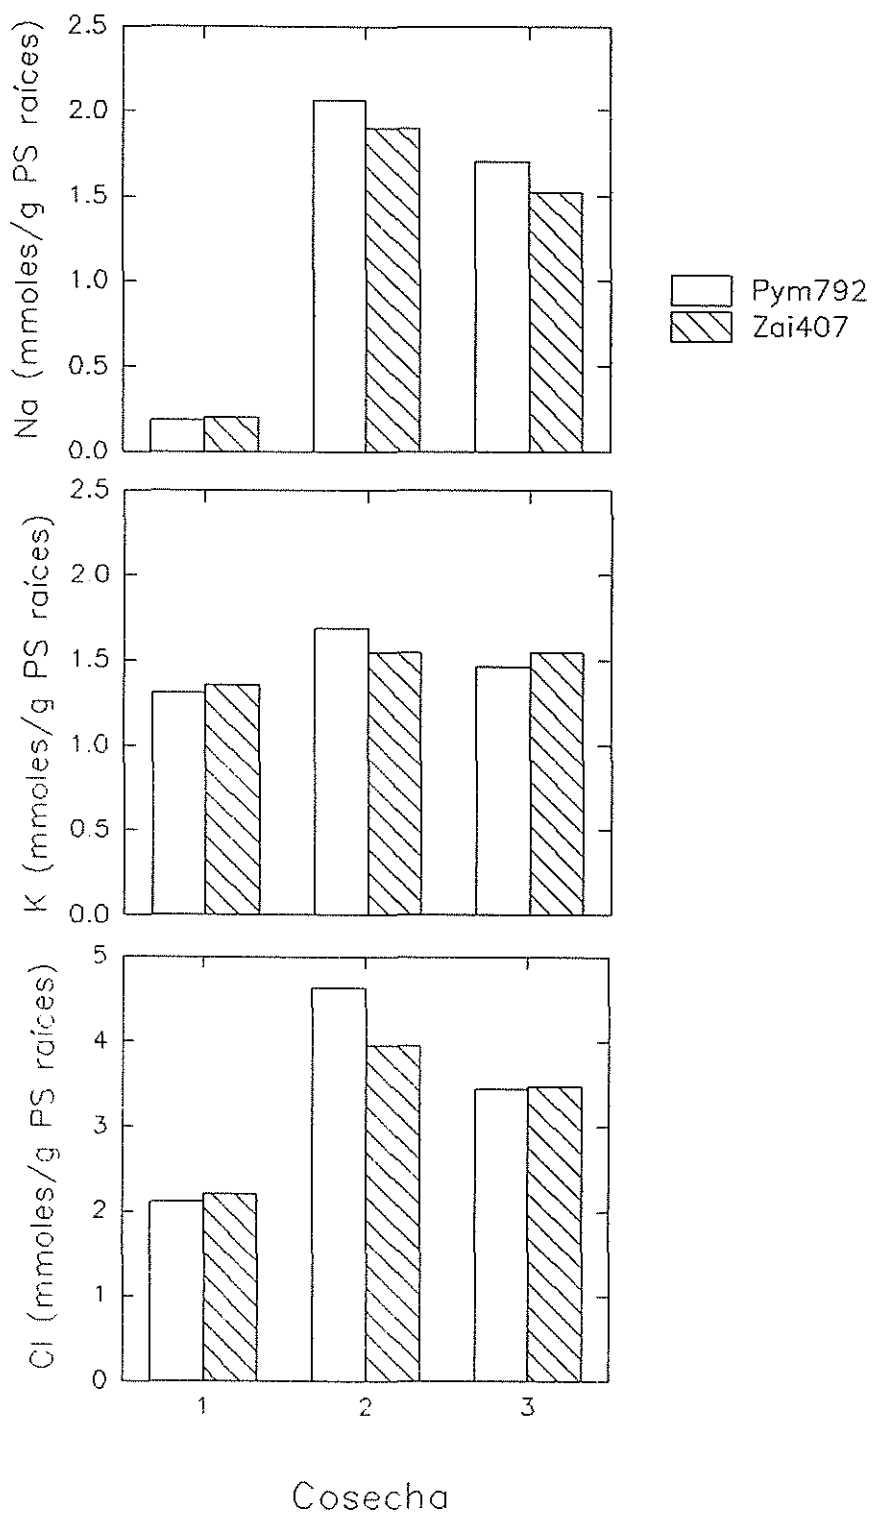 Na (mmoles/g PS raíces)
2.5
2.0
1.5
1.0
0.5
0.0
Pym792
Zai407
K (mmoles/g PS raíces)
2.5
2.0
1.5
1.0
0.5
0.0
Cl (mmoles/g PS raíces)
5
4
3
2
1
0
1 2 3
Cosecha